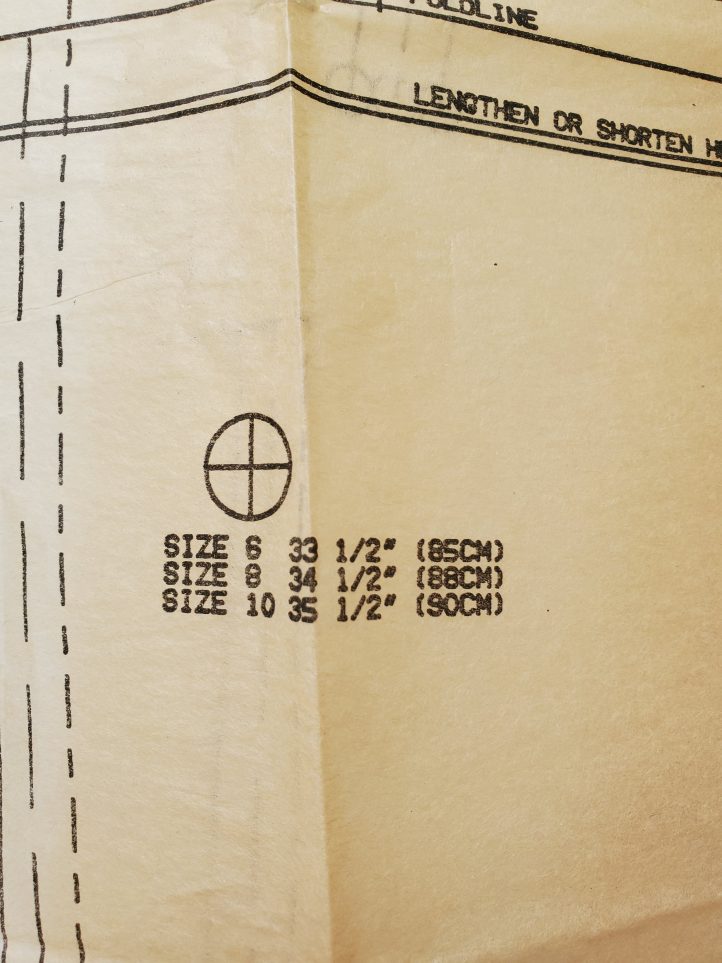 FOLDLINE
LENGTHEN OR SHORTEN HE
SIZE 6 33 1/2" (85CM)
SIZE 8 34 1/2" (88CM)
SIZE 10 35 1/2" (90CM)